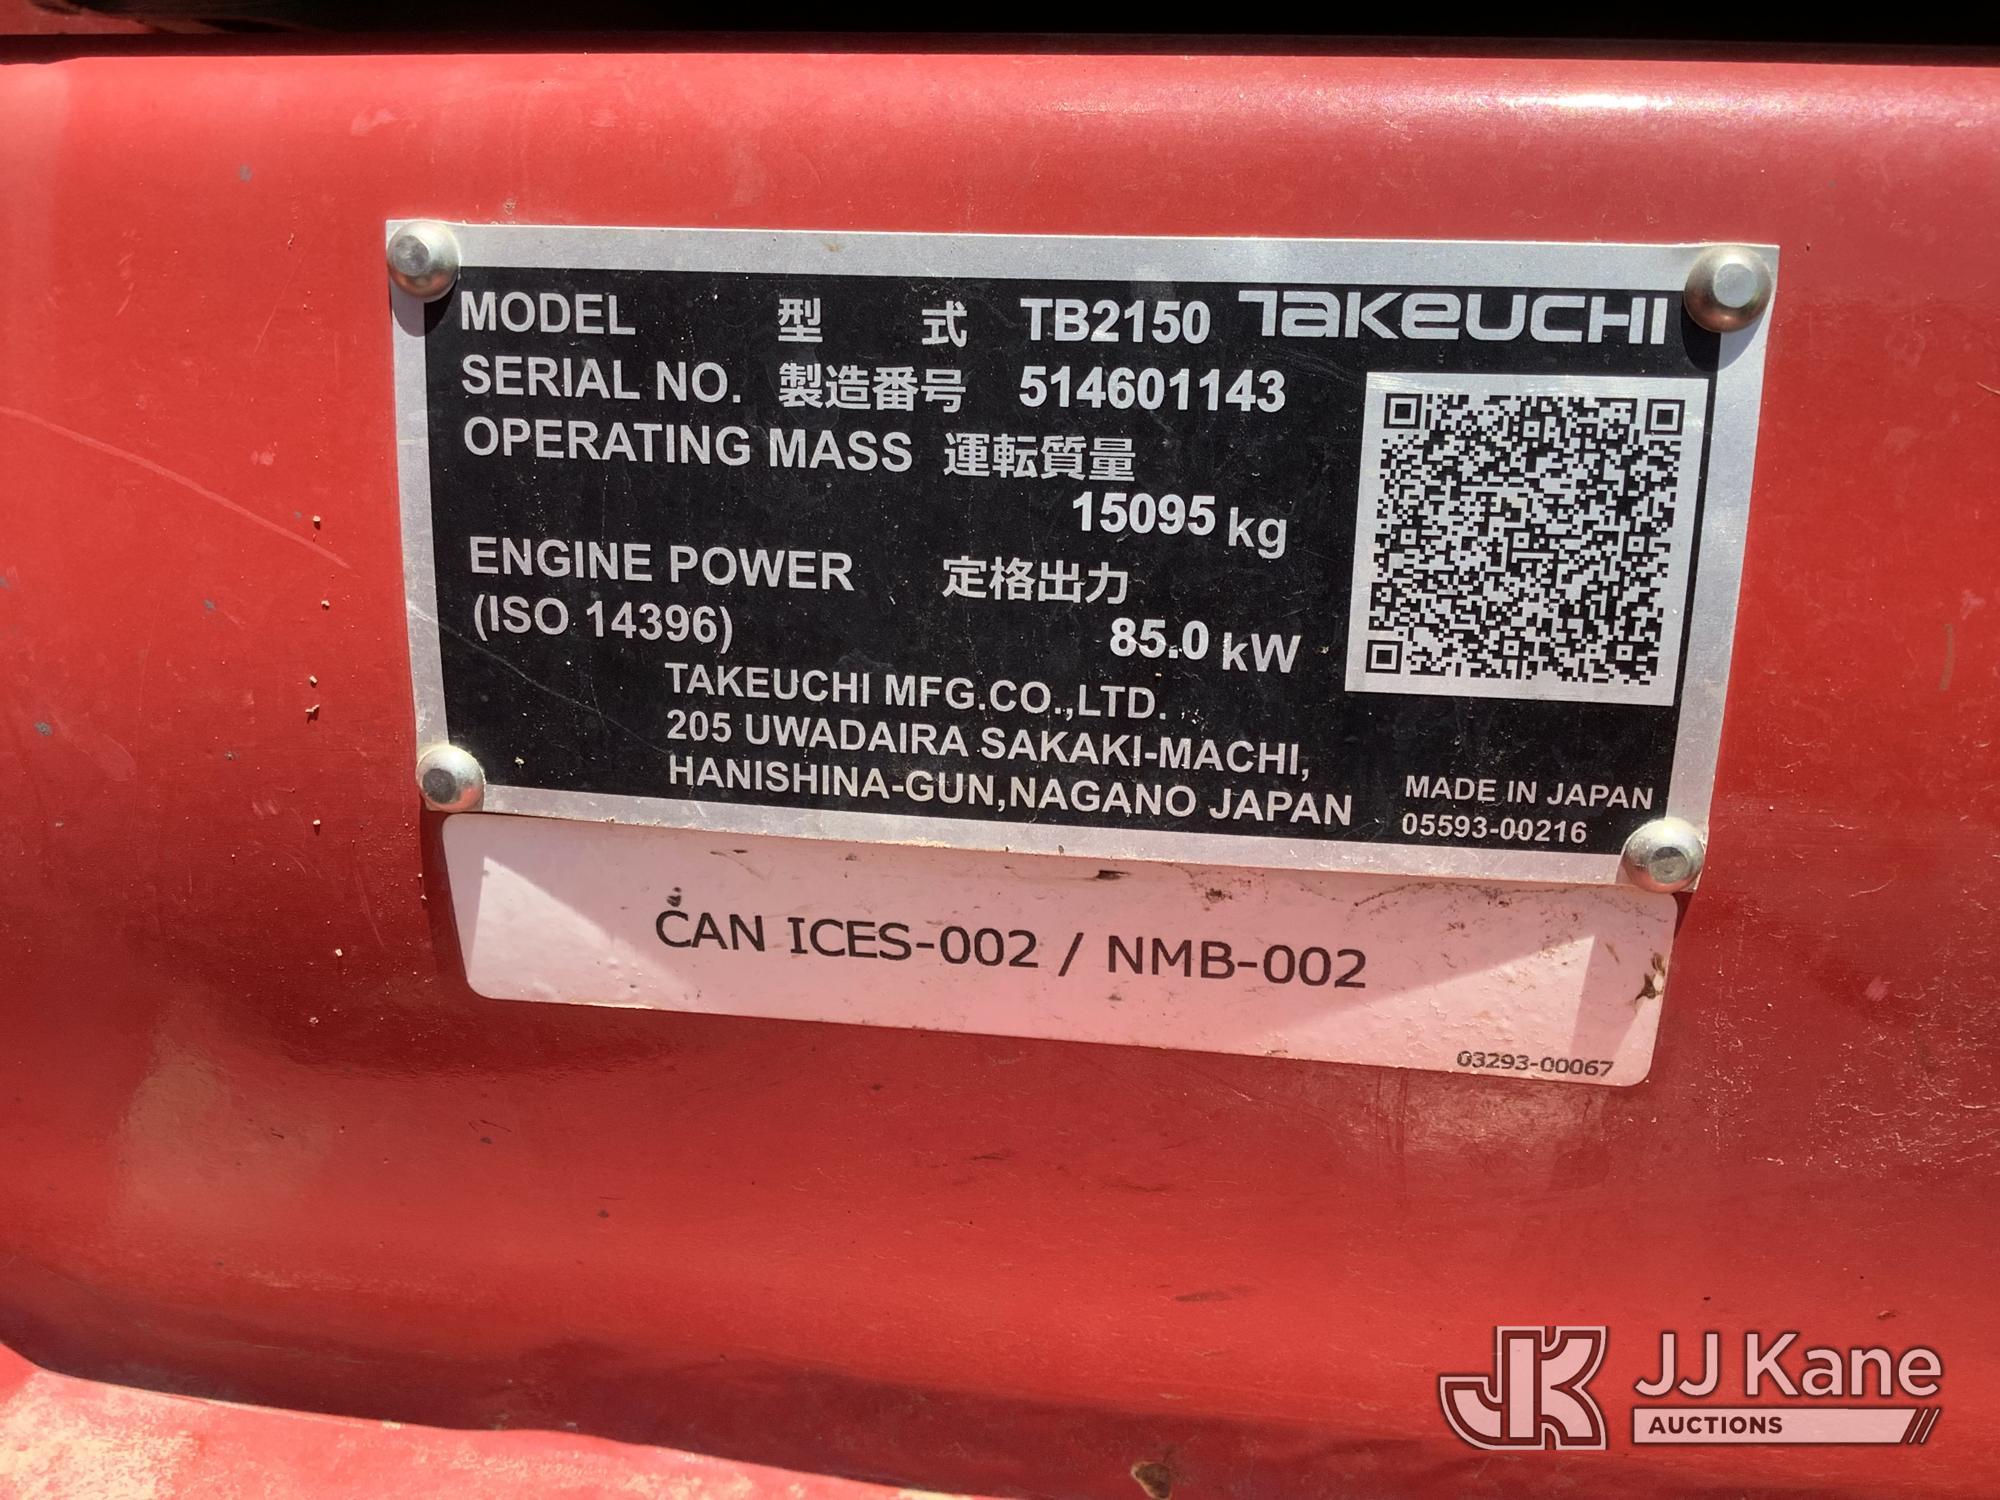 MODEL 型 式 TB2150 TAKEUCHI
SERIAL NO. 製造番号 514601143
OPERATING MASS 運転質量
15095 kg
ENGINE POWER 定格出力
(ISO 14396) 85.0 kW
TAKEUCHI MFG.CO.,LTD.
205 UWADAIRA SAKAKI-MACHI,
HANISHINA-GUN,NAGANO JAPAN
MADE IN JAPAN
05593-00216
CAN ICES-002 / NMB-002
03293-00067
JK JJ Kane
AUCTIONS